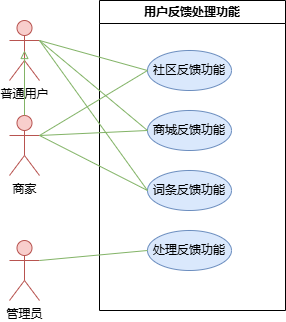 用户反馈处理功能
社区反馈功能
普通用户
商城反馈功能
商家
词条反馈功能
处理反馈功能
管理员